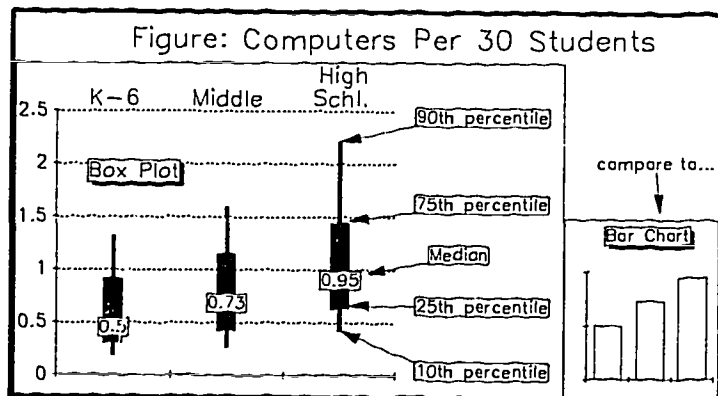 Figure: Computers Per 30 Students
K-6
Middle
High
Schl.
2.5
2
1.5
1
0.5
0
Box Plot
0.5
0.73
0.95
90th percentile
75th percentile
Median
25th percentile
10th percentile
compare to...
Bar Chart